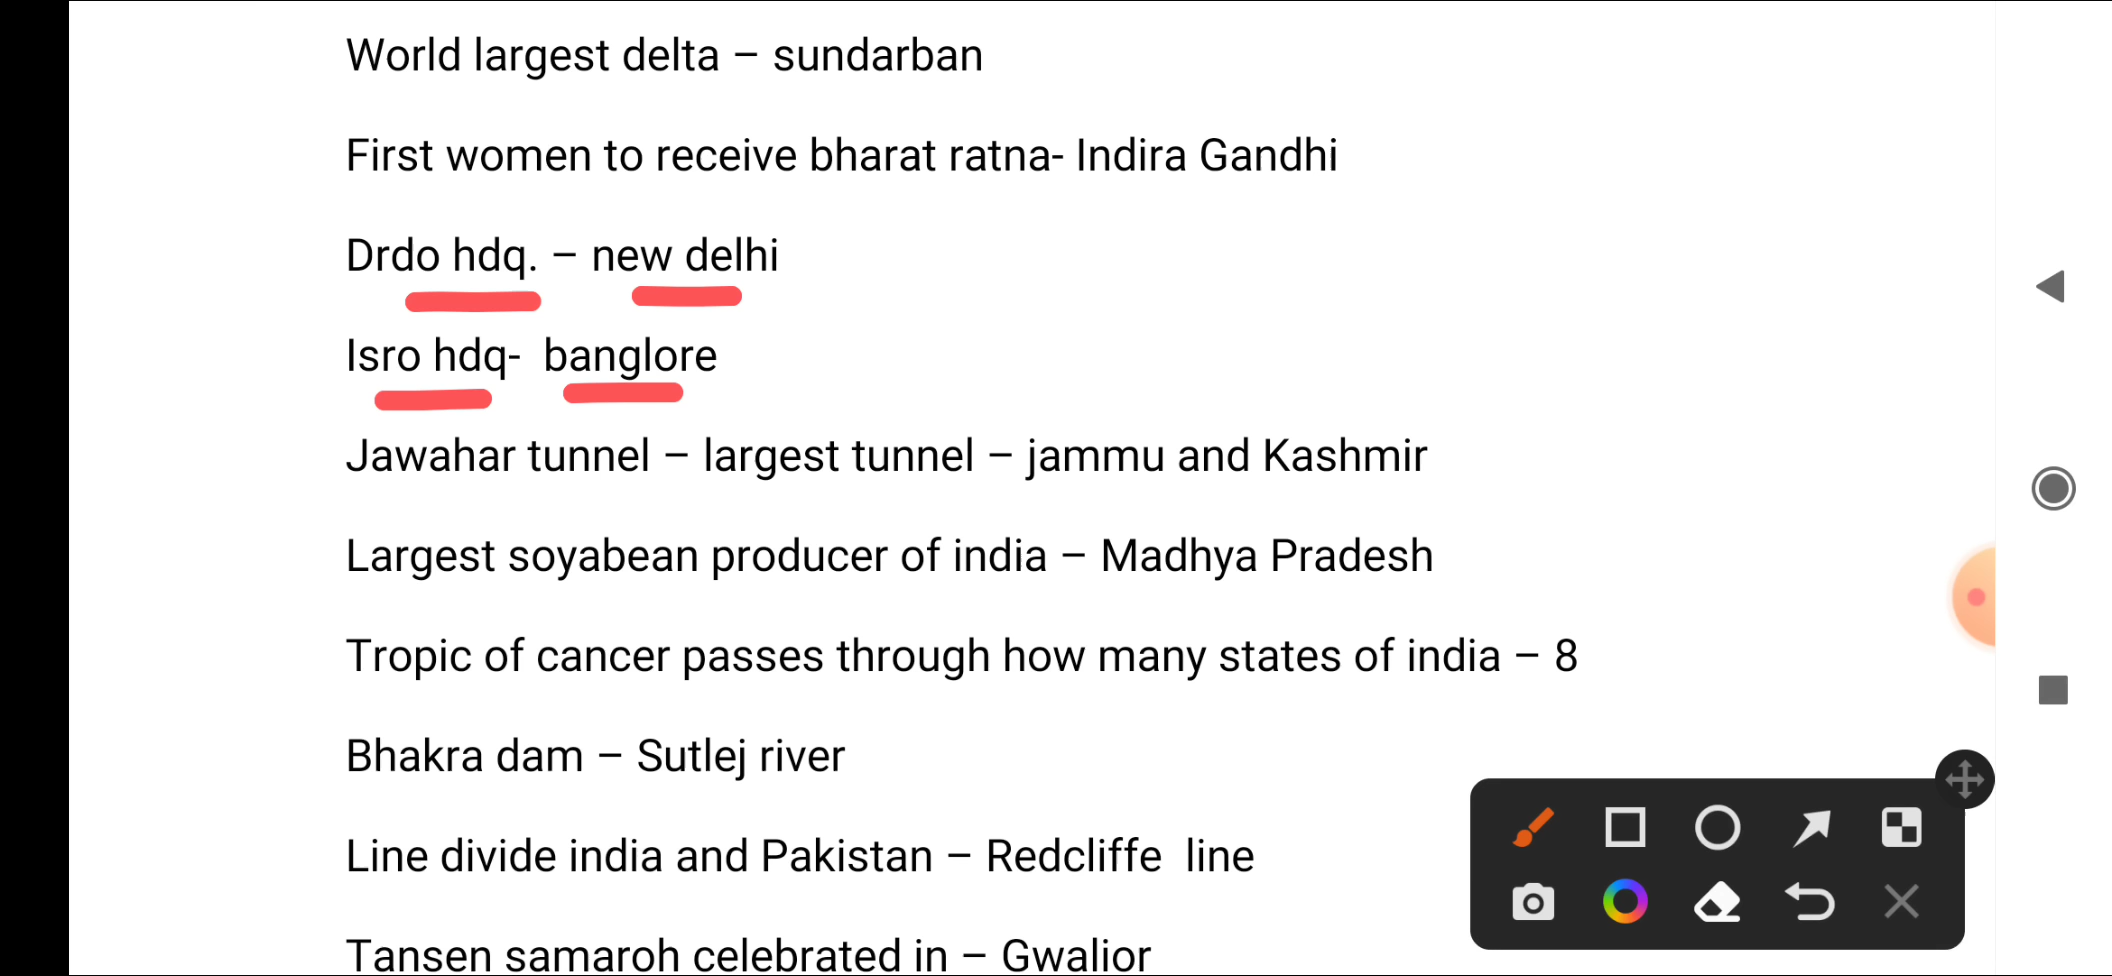 World largest delta – sundarban
First women to receive bharat ratna- Indira Gandhi
Drdo hdq. – new delhi
Isro hdq-  banglore
Jawahar tunnel – largest tunnel – jammu and Kashmir
Largest soyabean producer of india – Madhya Pradesh
Tropic of cancer passes through how many states of india – 8
Bhakra dam – Sutlej river
Line divide india and Pakistan – Redcliffe  line
Tansen samaroh celebrated in – Gwalior